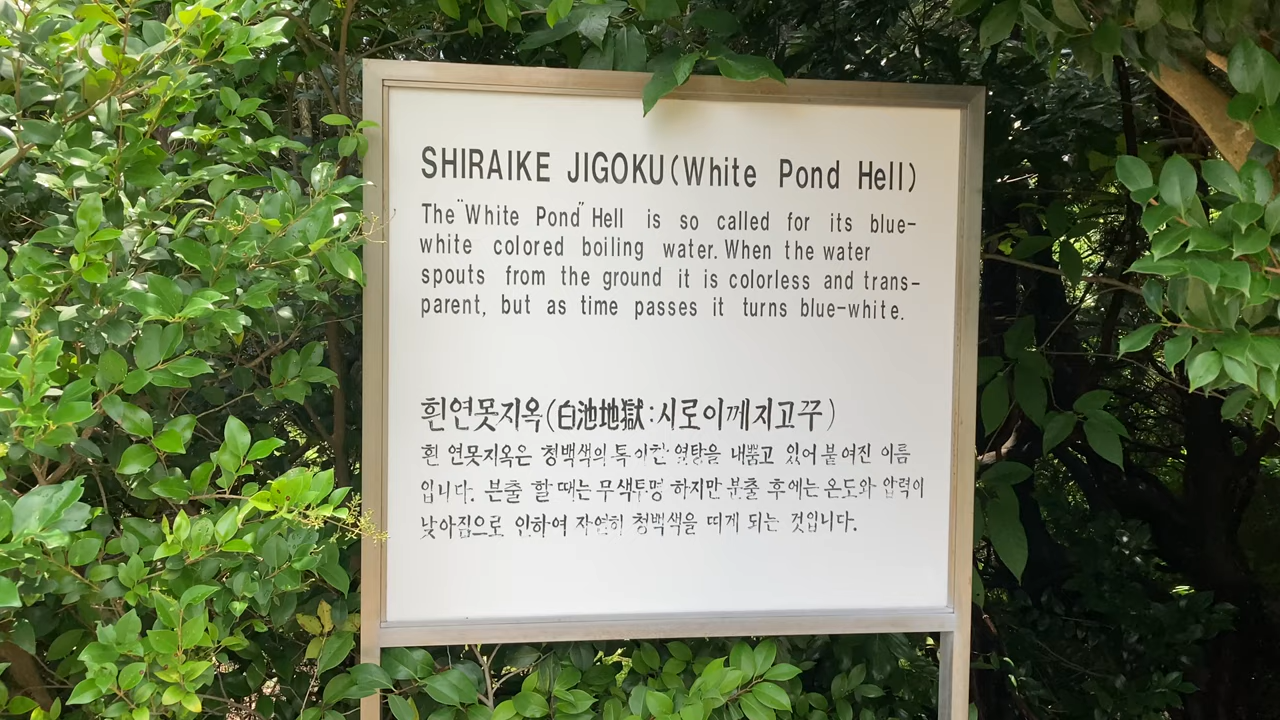 SHIRAIKE JIGOKU(White Pond Hell)
The "White Pond" Hell is so called for its blue-
white colored boiling water. When the water
spouts from the ground it is colorless and trans-
parent, but as time passes it turns blue-white.
흰연못지옥(白池地獄:시로이께지고꾸)
흰 연못지옥은 청백색의 독이한 열탕을 내뿜고 있어 붙여진 이름
입니다. 분출 할 때는 무색투명 하지만 분출 후에는 온도와 압력이
낮아짐으로 인하여 자연히 청백색을 띠게 되는 것입니다.